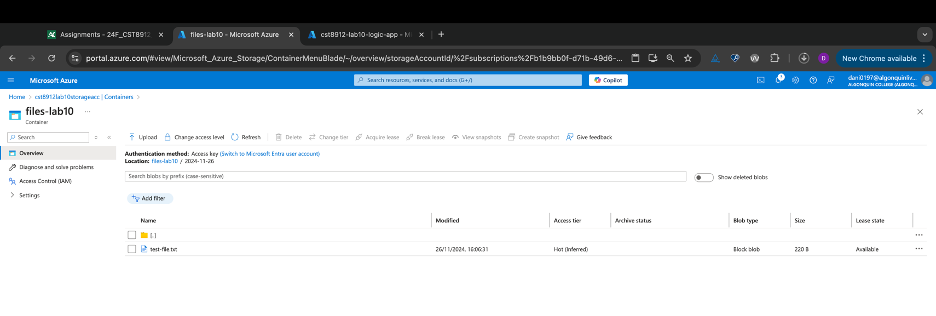 Assignments - 24F_CST8912
files-lab10 - Microsoft Azure
cst8912-lab10-logic-app - Mi
portal.azure.com/#view/Microsoft_Azure_Storage/ContainerMenuBlade/~/overview/storageAccountId/%2Fsubscriptions%2Fb1b9bb0f-d71b-49d6-...
D
New Chrome available
Microsoft Azure
Search resources, services, and docs (G+/)
Copilot
1
dani0197@algonquinliv...
ALGONQUIN COLLEGE (ALGONQ...
Home > cst8912lab10storageacc | Containers >
files-lab10
Container
Search
Upload Change access level Refresh Delete Change tier Acquire lease Break lease View snapshots Create snapshot Give feedback
Overview
Diagnose and solve problems
Access Control (IAM)
Settings
Authentication method: Access key (Switch to Microsoft Entra user account)
Location: files-lab10 / 2024-11-26
Search blobs by prefix (case-sensitive)
Show deleted blobs
Add filter
Name Modified Access tier Archive status Blob type Size Lease state
[..]
test-file.txt 26/11/2024, 16:06:31 Hot (Inferred) Block blob 220 B Available